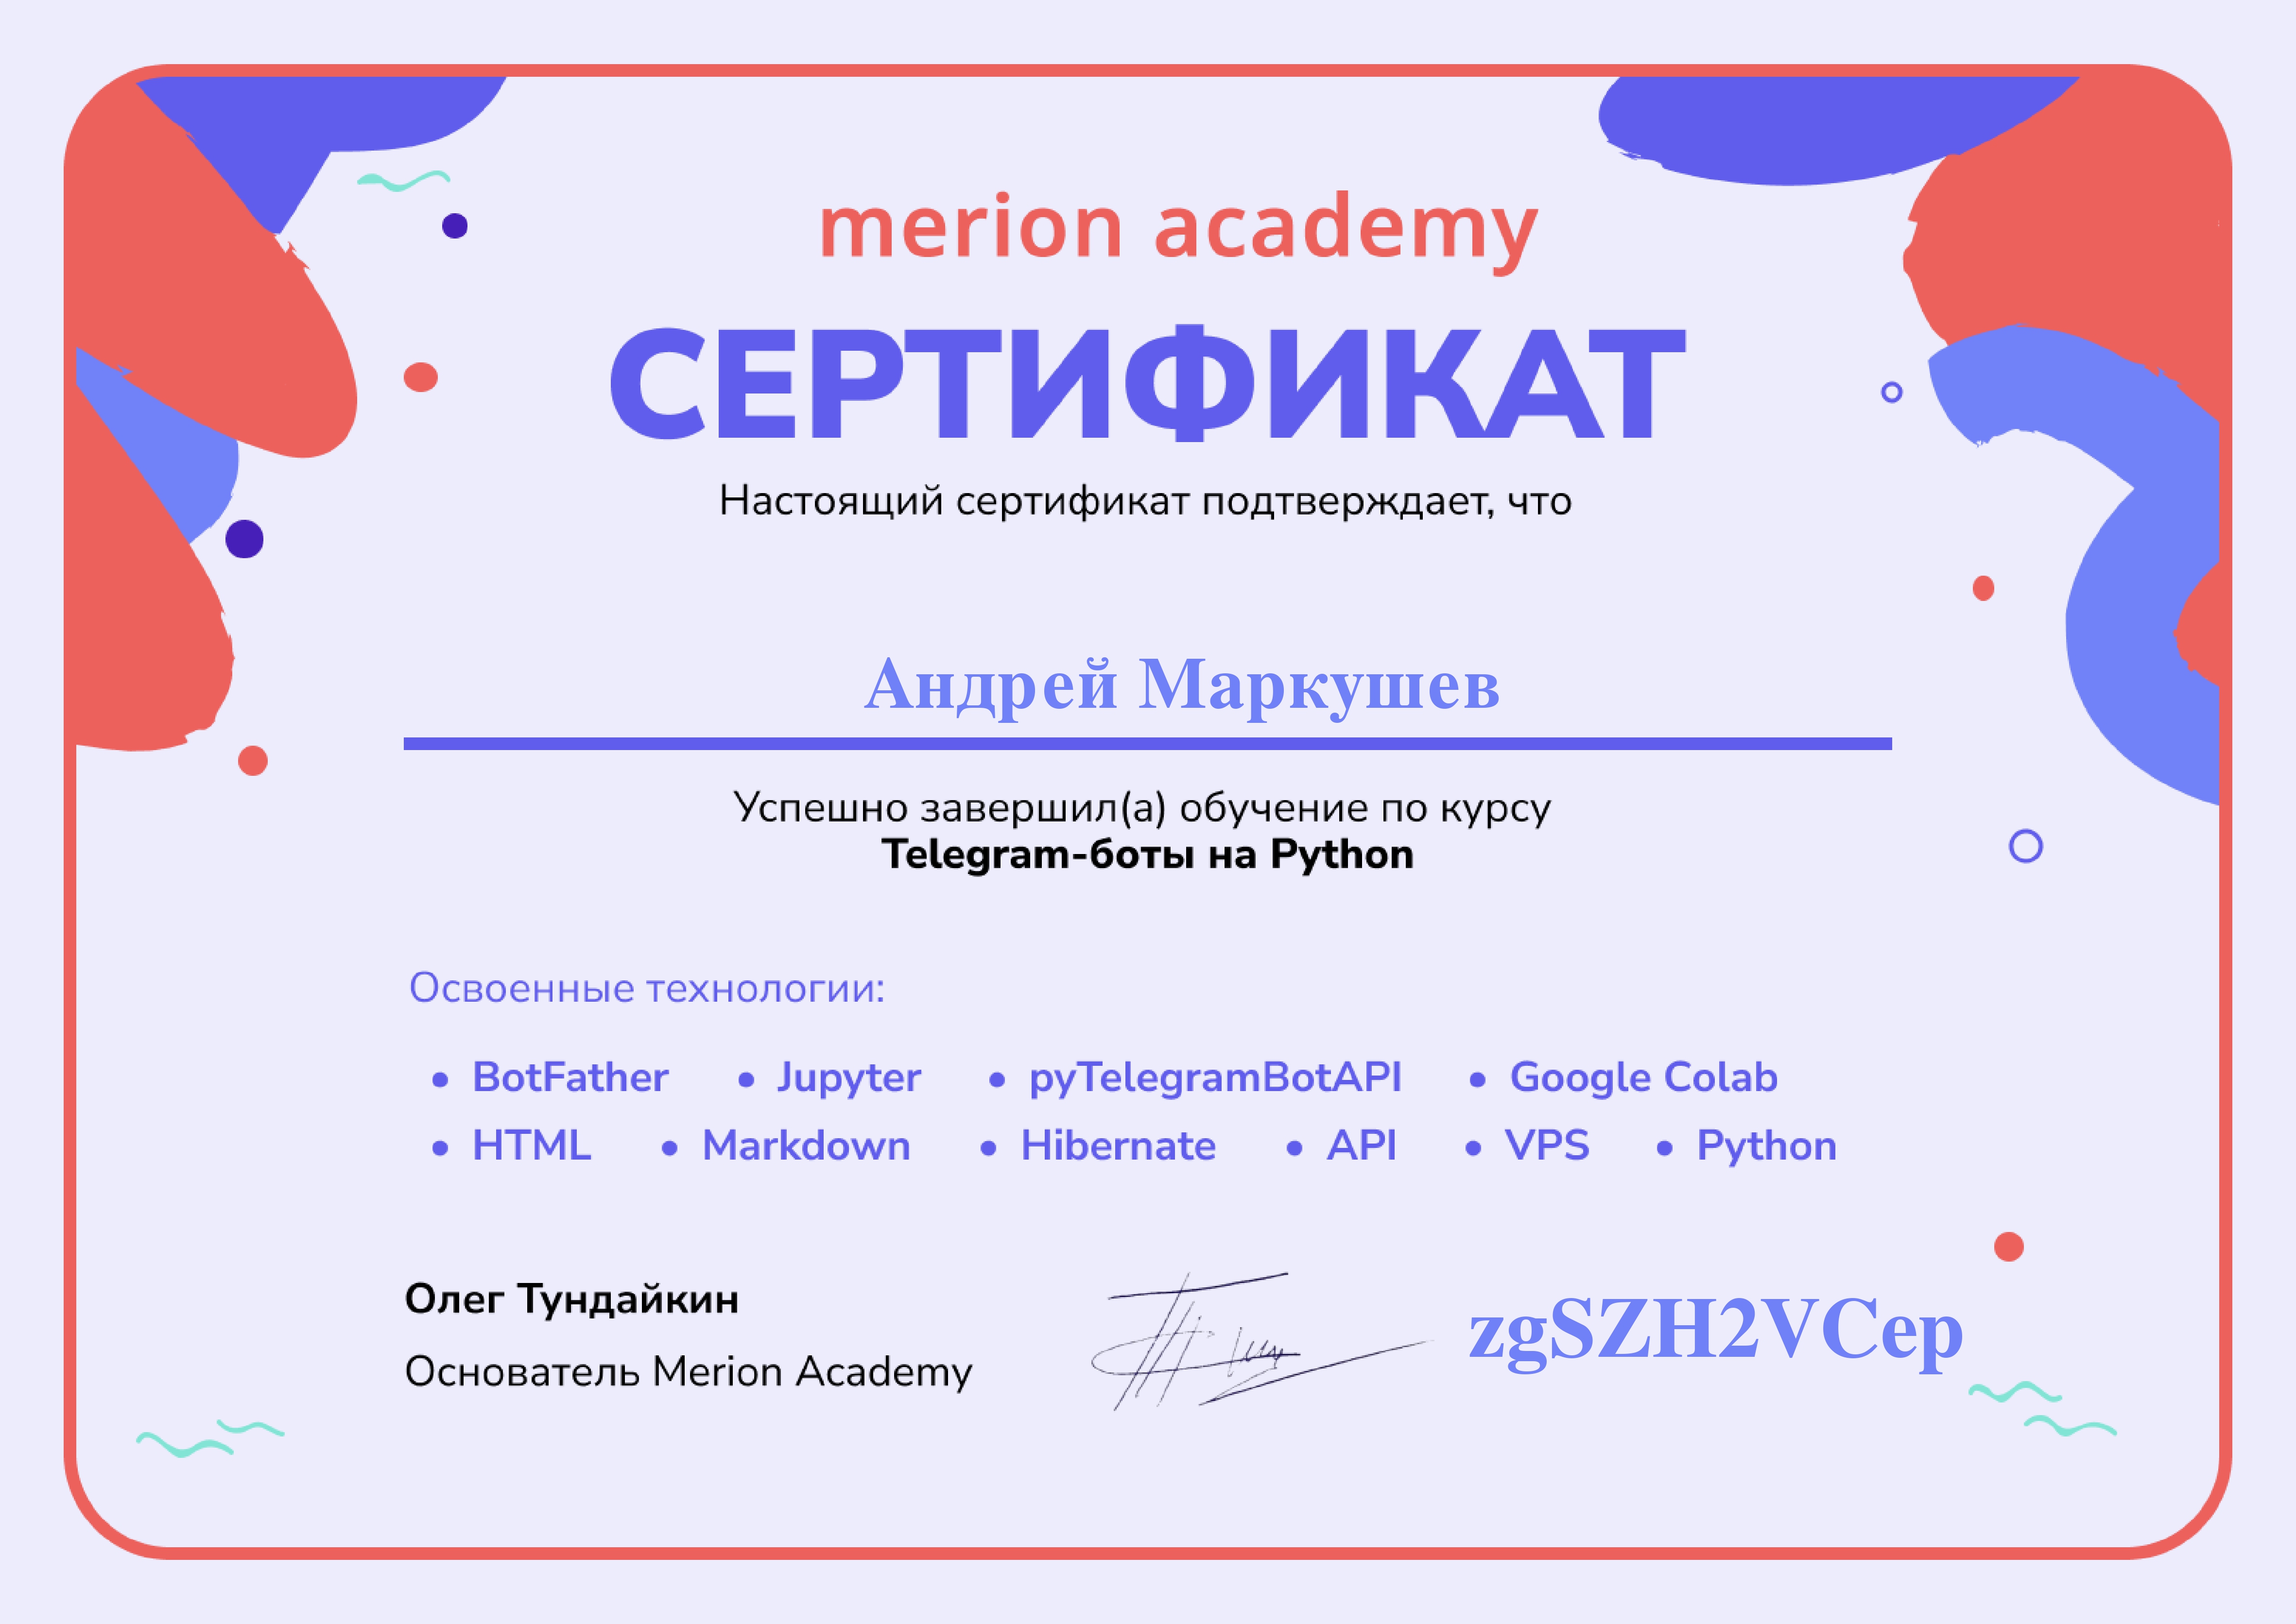 merion academy
СЕРТИФИКАТ
Настоящий сертификат подтверждает, что
Андрей Маркушев
Успешно завершил(а) обучение по курсу
Telegram-боты на Python
Освоенные технологии:
• BotFather • Jupyter • pyTelegramBotAPI • Google Colab
• HTML • Markdown • Hibernate • API • VPS • Python
Олег Тундайкин
Основатель Merion Academy
zgSZH2VCep